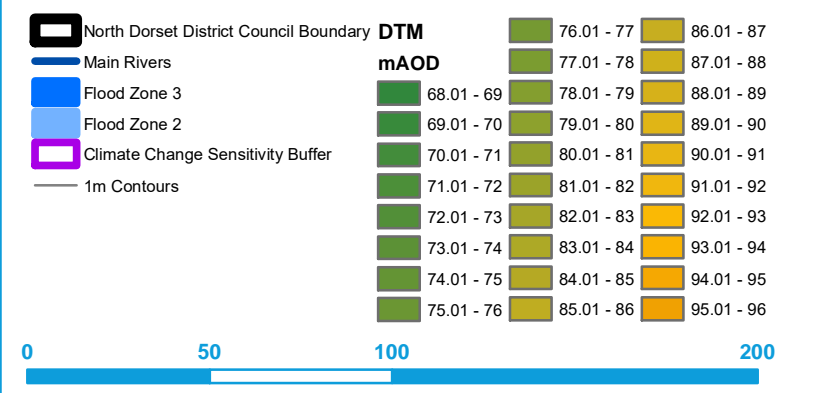 North Dorset District Council Boundary
Main Rivers
Flood Zone 3
Flood Zone 2
Climate Change Sensitivity Buffer
1m Contours
DTM
mAOD
68.01 - 69
69.01 - 70
70.01 - 71
71.01 - 72
72.01 - 73
73.01 - 74
74.01 - 75
75.01 - 76
76.01 - 77
77.01 - 78
78.01 - 79
79.01 - 80
80.01 - 81
81.01 - 82
82.01 - 83
83.01 - 84
84.01 - 85
85.01 - 86
86.01 - 87
87.01 - 88
88.01 - 89
89.01 - 90
90.01 - 91
91.01 - 92
92.01 - 93
93.01 - 94
94.01 - 95
95.01 - 96
0 50 100 200